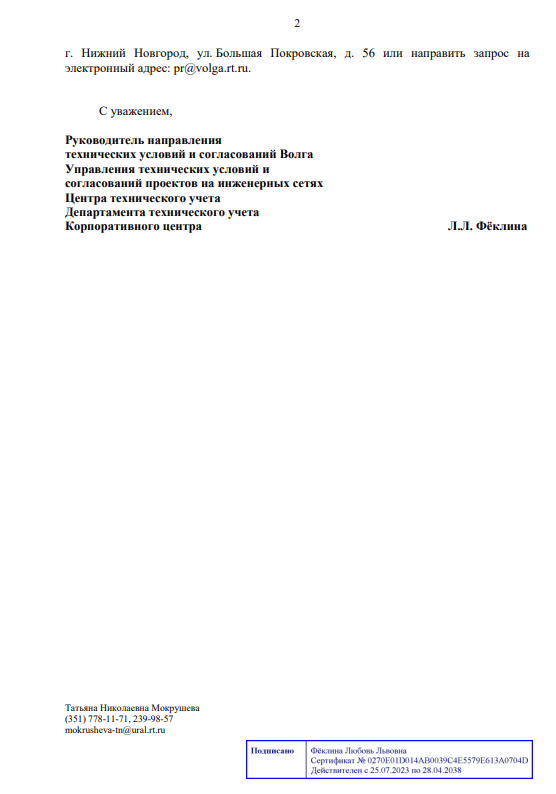 2
г. Нижний Новгород, ул. Большая Покровская, д. 56 или направить запрос на
электронный адрес: pr@volga.rt.ru.
С уважением,
Руководитель направления
технических условий и согласований Волга
Управления технических условий и
согласований проектов на инженерных сетях
Центра технического учета
Департамента технического учета
Корпоративного центра Л.Л. Фёклина
Татьяна Николаевна Мокрушева
(351) 778-11-71, 239-98-57
mokrusheva-tn@ural.rt.ru
Подписано Фёклина Любовь Львовна
Сертификат № 0270E01D014AB0039C4E5579E613A0704D
Действителен с 25.07.2023 по 28.04.2038